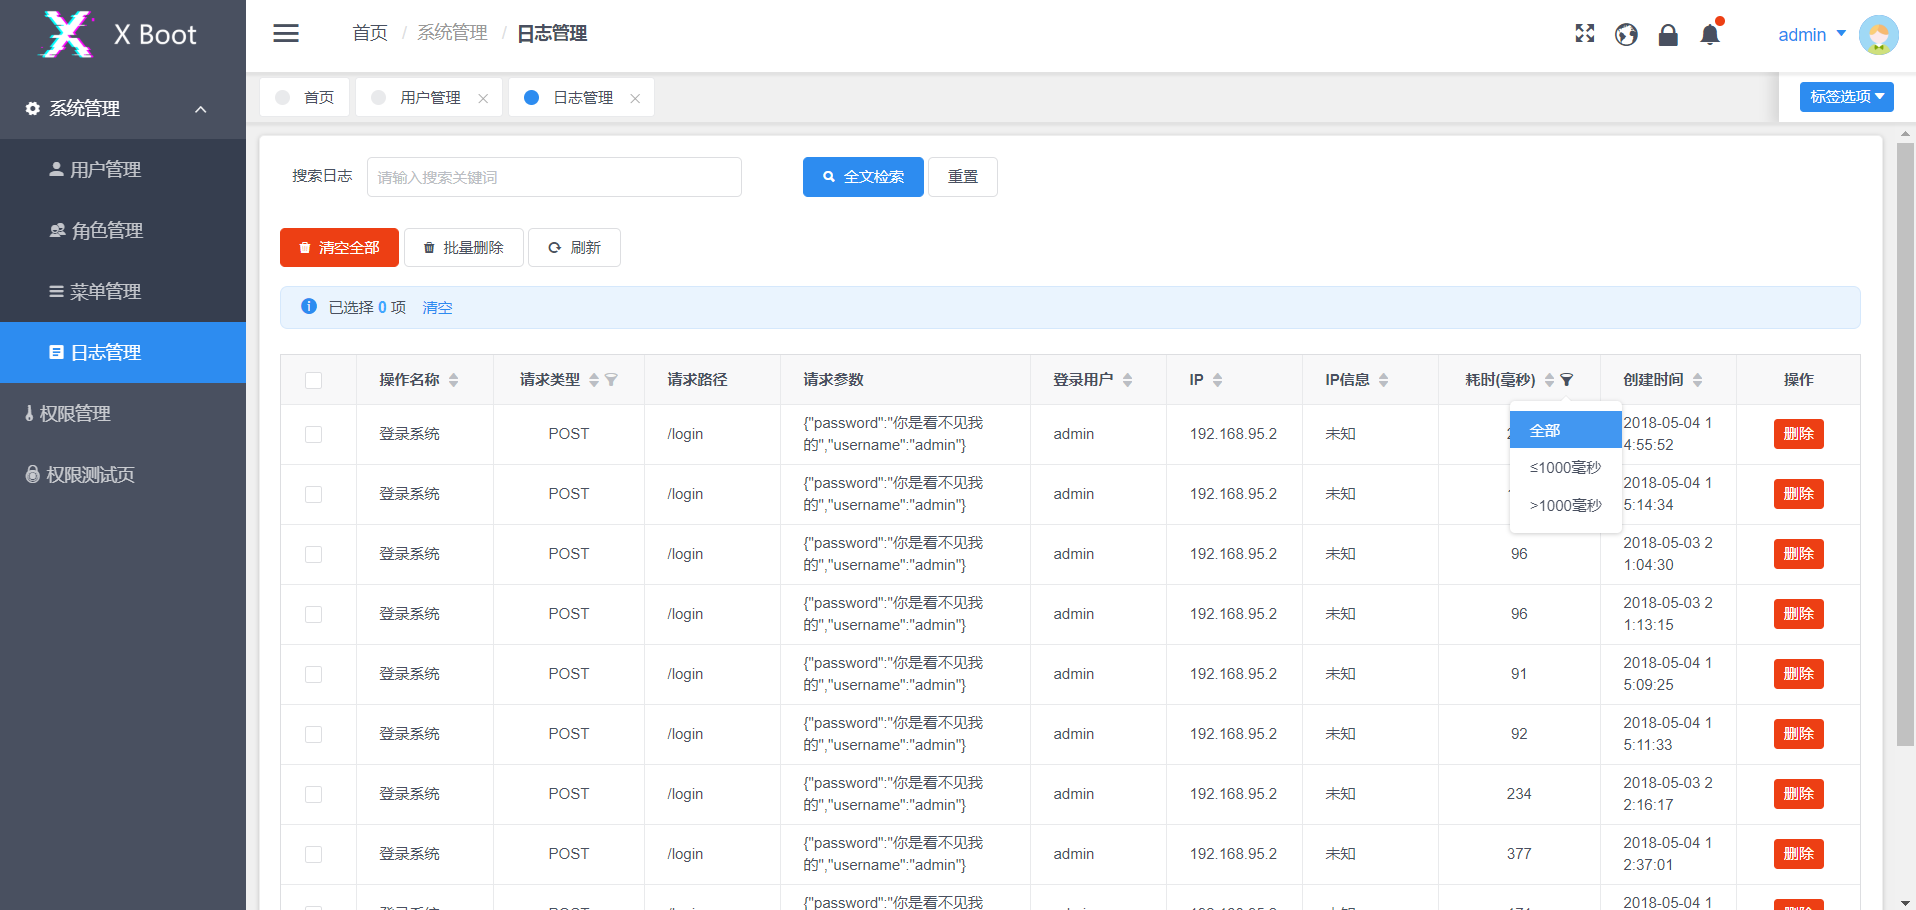 X Boot
首页 / 系统管理 / 日志管理
admin
系统管理
用户管理
角色管理
菜单管理
日志管理
权限管理
权限测试页
首页
用户管理
日志管理
标签选项
搜索日志 请输入搜索关键词 全文检索 重置
清空全部 批量删除 刷新
已选择 0 项 清空
操作名称 请求类型 请求路径 请求参数 登录用户 IP IP信息 耗时(毫秒) 创建时间 操作
全部
≤1000毫秒
>1000毫秒
登录系统 POST /login {"password":"你是看不见我
的","username":"admin"} admin 192.168.95.2 未知 2018-05-04 1
4:55:52 删除
登录系统 POST /login {"password":"你是看不见我
的","username":"admin"} admin 192.168.95.2 未知 2018-05-04 1
5:14:34 删除
登录系统 POST /login {"password":"你是看不见我
的","username":"admin"} admin 192.168.95.2 未知 96 2018-05-03 2
1:04:30 删除
登录系统 POST /login {"password":"你是看不见我
的","username":"admin"} admin 192.168.95.2 未知 96 2018-05-03 2
1:13:15 删除
登录系统 POST /login {"password":"你是看不见我
的","username":"admin"} admin 192.168.95.2 未知 91 2018-05-04 1
5:09:25 删除
登录系统 POST /login {"password":"你是看不见我
的","username":"admin"} admin 192.168.95.2 未知 92 2018-05-04 1
5:11:33 删除
登录系统 POST /login {"password":"你是看不见我
的","username":"admin"} admin 192.168.95.2 未知 234 2018-05-03 2
2:16:17 删除
登录系统 POST /login {"password":"你是看不见我
的","username":"admin"} admin 192.168.95.2 未知 377 2018-05-04 1
2:37:01 删除
{"password":"你是看不见我
2018-05-04 1